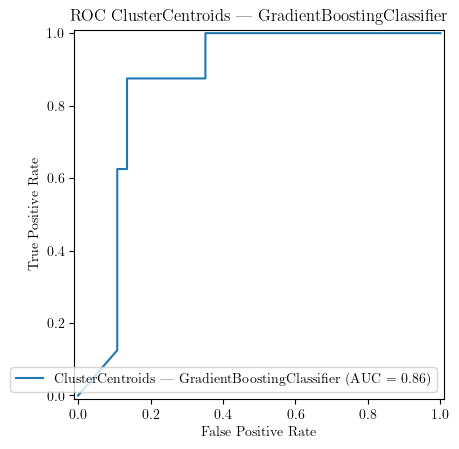 ROC ClusterCentroids — GradientBoostingClassifier
1.0
0.8
0.6
0.4
0.2
0.0
True Positive Rate
ClusterCentroids — GradientBoostingClassifier (AUC = 0.86)
0.0 0.2 0.4 0.6 0.8 1.0
False Positive Rate